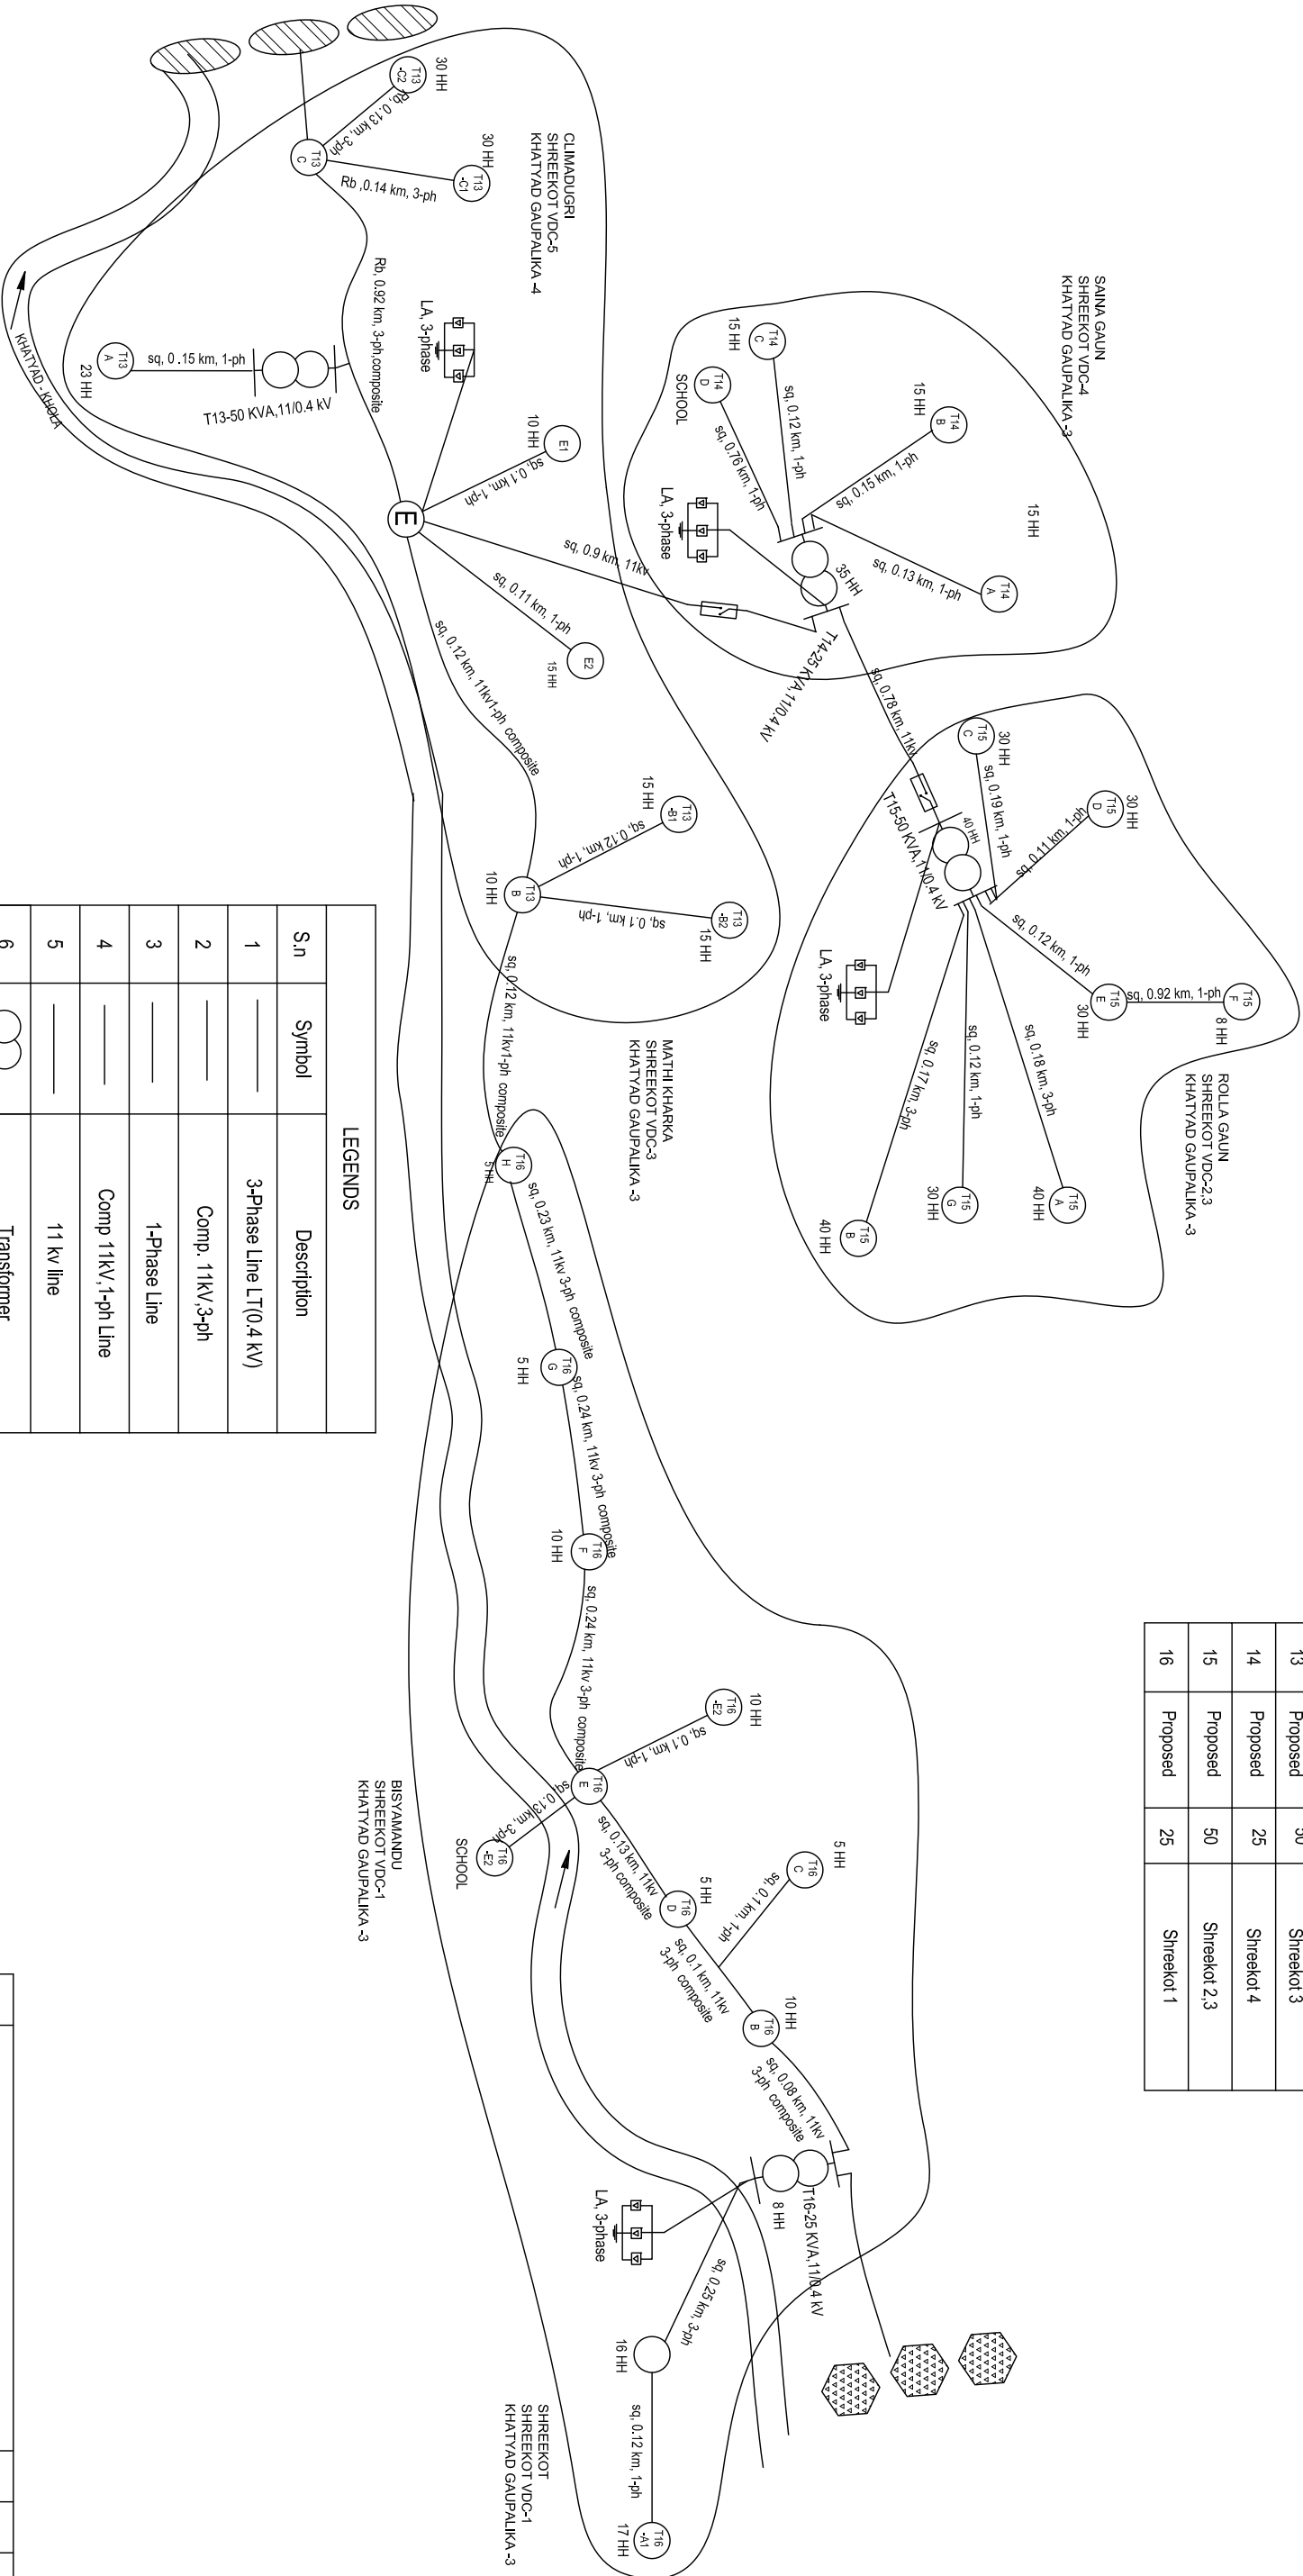 SAINA GAUN
SHREEKOT VDC-4
KHATYAD GAUPALIKA -3
15 HH
T14
A
sq, 0.13 km, 1-ph
T14
B
15 HH
sq, 0.15 km, 1-ph
T14
C
15 HH
sq, 0.12 km, 1-ph
T14
D
SCHOOL
sq, 0.76 km, 1-ph
35 HH
LA, 3-phase
T14-25 KVA,11/0.4 kV
sq, 0.78 km, 11kv
sq, 0.9 km, 11kv
ROLLA GAUN
SHREEKOT VDC-2,3
KHATYAD GAUPALIKA -3
T15
C
30 HH
sq, 0.19 km, 1-ph
T15
D
30 HH
sq, 0.11 km, 1-ph
40 HH
T15-50 KVA,11/0.4 kV
LA, 3-phase
sq, 0.12 km, 1-ph
T15
E
30 HH
sq, 0.92 km, 1-ph
T15
F
8 HH
sq, 0.18 km, 3-ph
T15
A
40 HH
sq, 0.12 km, 1-ph
T15
G
30 HH
sq, 0.17 km, 3-ph
T15
B
40 HH
CLIMADUGRI
SHREEKOT VDC-5
KHATYAD GAUPALIKA -4
T13
-C2
30 HH
Rb, 0.13 km, 3-ph
T13
-C1
30 HH
Rb ,0.14 km, 3-ph
T13
C
Rb, 0.92 km, 3-ph,composite
LA, 3-phase
T13-50 KVA,11/0.4 kV
sq, 0 .15 km, 1-ph
T13
A
23 HH
KHATYAD - KHOLA
E
E1
10 HH
sq, 0.1 km, 1-ph
E2
15 HH
sq, 0.11 km, 1-ph
sq, 0.12 km, 11kv1-ph composite
T13
B
10 HH
T13
-B1
15 HH
sq, 0.12 km, 1-ph
T13
-B2
15 HH
sq, 0.1 km, 1-ph
MATHI KHARKA
SHREEKOT VDC-3
KHATYAD GAUPALIKA -3
sq, 0.12 km, 11kv1-ph composite
T16
H
5 HH
sq, 0.23 km, 11kv 3-ph composite
T16
G
5 HH
sq, 0.24 km, 11kv 3-ph composite
T16
F
10 HH
sq, 0.24 km, 11kv 3-ph composite
T16
E
T16
-E2
10 HH
sq, 0.1 km, 1-ph
T16
-E2
SCHOOL
sq, 0.13 km, 3-ph
sq, 0.13 km, 11kv
3-ph composite
T16
D
5 HH
T16
C
5 HH
sq, 0.1 km, 1-ph
sq, 0.1 km, 11kv
3-ph composite
T16
B
10 HH
sq, 0.08 km, 11kv
3-ph composite
T16-25 KVA,11/0.4 kV
8 HH
LA, 3-phase
sq, 0.25 km, 3-ph
16 HH
sq, 0.12 km, 1-ph
T16
-A1
17 HH
BISYAMANDU
SHREEKOT VDC-1
KHATYAD GAUPALIKA -3
SHREEKOT
SHREEKOT VDC-1
KHATYAD GAUPALIKA -3
13 Proposed 50 Shreekot 3
14 Proposed 25 Shreekot 4
15 Proposed 50 Shreekot 2,3
16 Proposed 25 Shreekot 1
LEGENDS
S.n Symbol Description
1 3-Phase Line LT(0.4 kV)
2 Comp. 11kV,3-ph
3 1-Phase Line
4 Comp 11kV,1-ph Line
5 11 kv line
6 Transformer